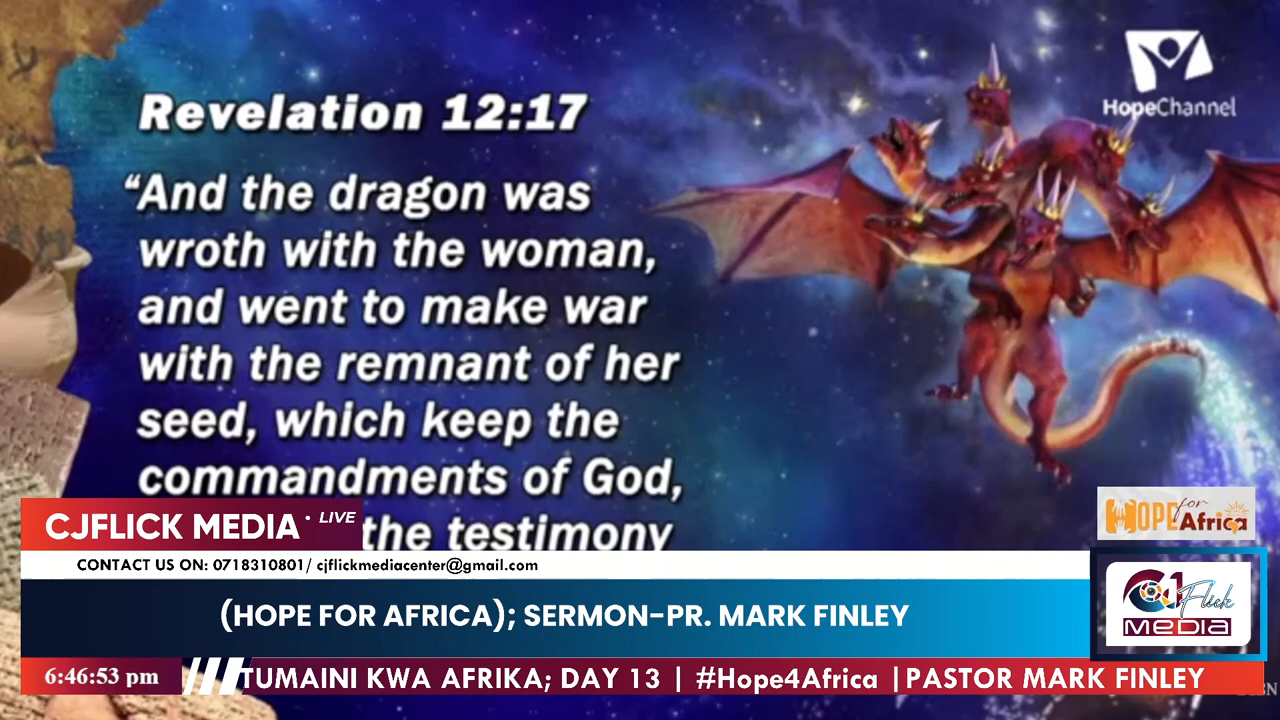 HopeChannel
Revelation 12:17
“And the dragon was
wroth with the woman,
and went to make war
with the remnant of her
seed, which keep the
commandments of God,
the testimony
CJFLICK MEDIA • LIVE
HOPE for Africa
CONTACT US ON: 0718310801/ cjflickmediacenter@gmail.com
(HOPE FOR AFRICA); SERMON-PR. MARK FINLEY
Flick
MEDIA
6:46:53 pm
TUMAINI KWA AFRIKA; DAY 13 | #Hope4Africa |PASTOR MARK FINLEY